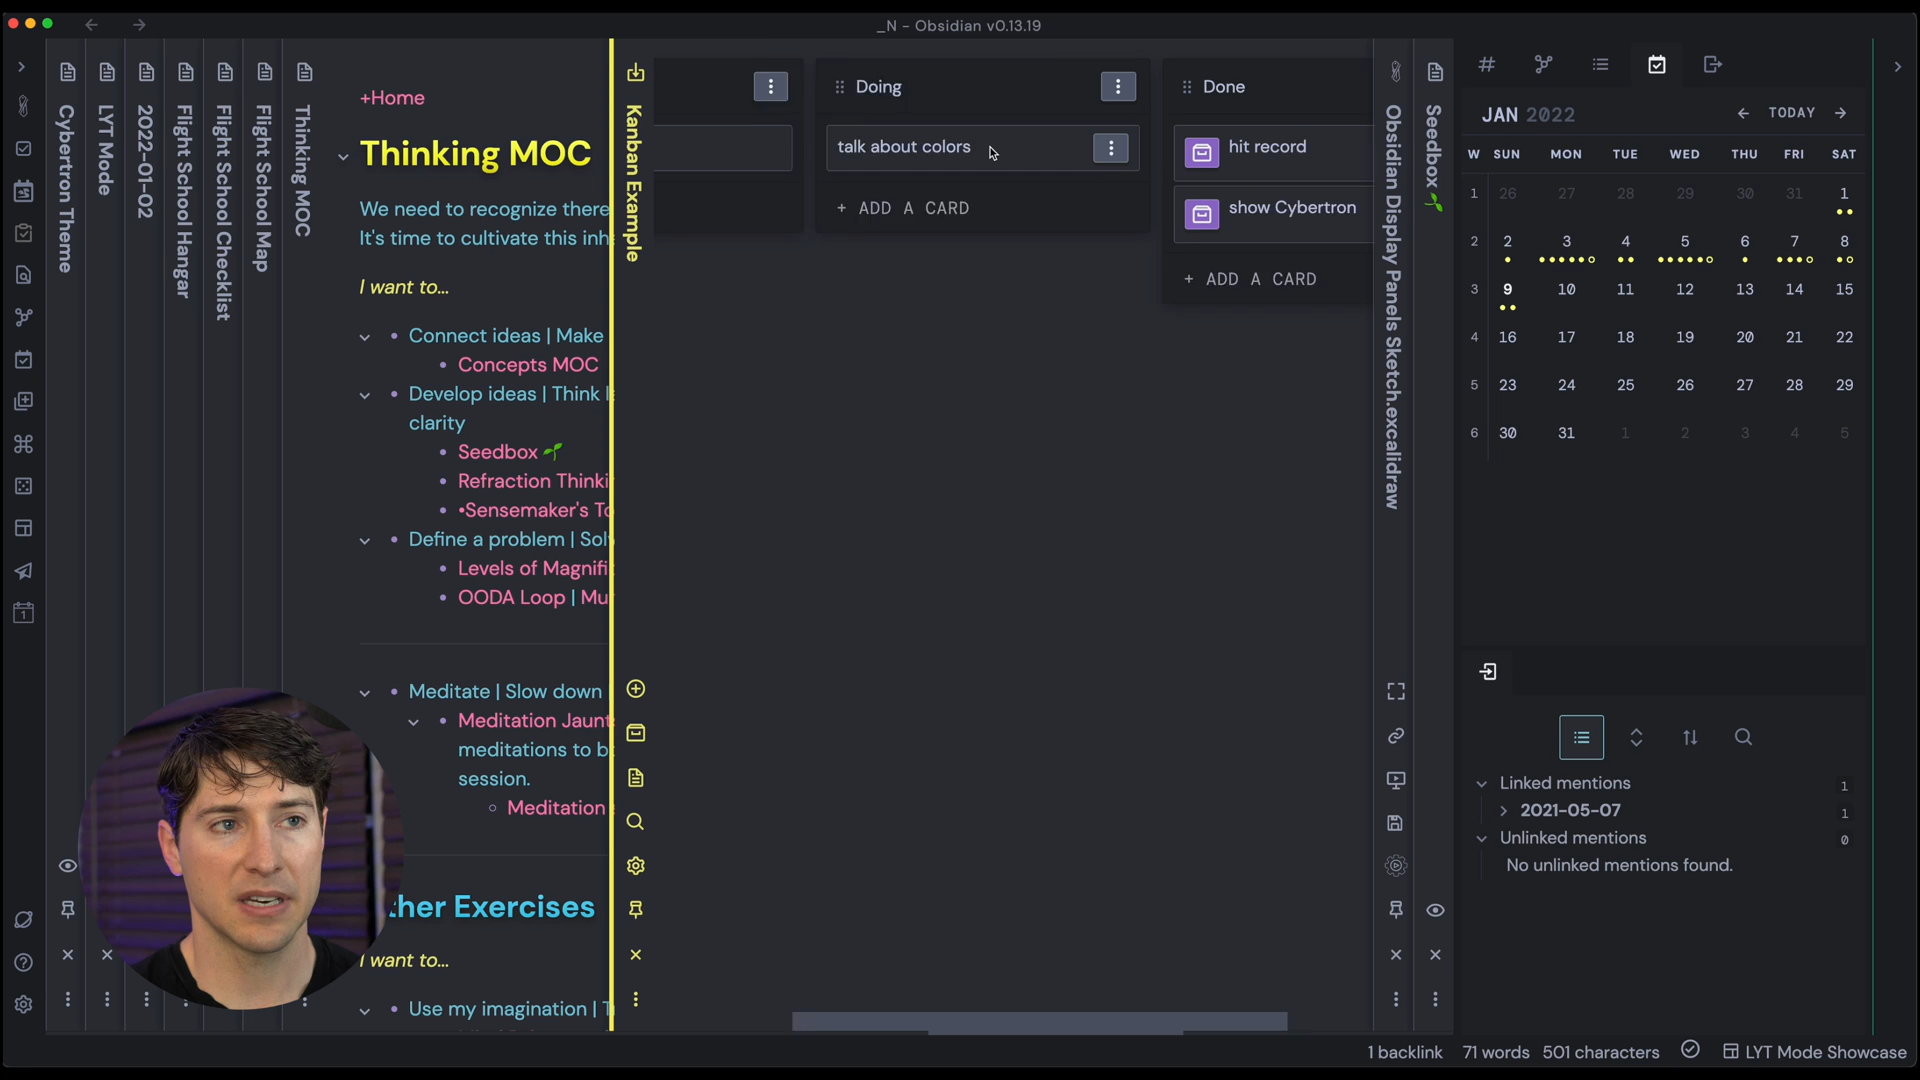 _N - Obsidian v0.13.19
Cybertron Theme
LYT Mode
2022-01-02
Flight School Hangar
Flight School Checklist
Flight School Map
Thinking MOC
+Home
Thinking MOC
We need to recognize there
It's time to cultivate this inh
I want to...
Connect ideas | Make
Concepts MOC
Develop ideas | Think
clarity
Seedbox 🌱
Refraction Thinki
•Sensemaker's To
Define a problem | Sol
Levels of Magnifi
OODA Loop | Mu
Meditate | Slow down
Meditation Jaunt
meditations to b
session.
Meditation
ther Exercises
I want to...
Use my imagination | T
Kanban Example
Doing
talk about colors
+ ADD A CARD
Done
hit record
show Cybertron
+ ADD A CARD
Obsidian Display Panels Sketch.excalidraw
Seedbox 🌱
JAN 2022
TODAY
W SUN MON TUE WED THU FRI SAT
1 26 27 28 29 30 31 1
2 2 3 4 5 6 7 8
3 9 10 11 12 13 14 15
4 16 17 18 19 20 21 22
5 23 24 25 26 27 28 29
6 30 31 1 2 3 4 5
Linked mentions 1
2021-05-07 1
Unlinked mentions 0
No unlinked mentions found.
1
1 backlink 71 words 501 characters LYT Mode Showcase